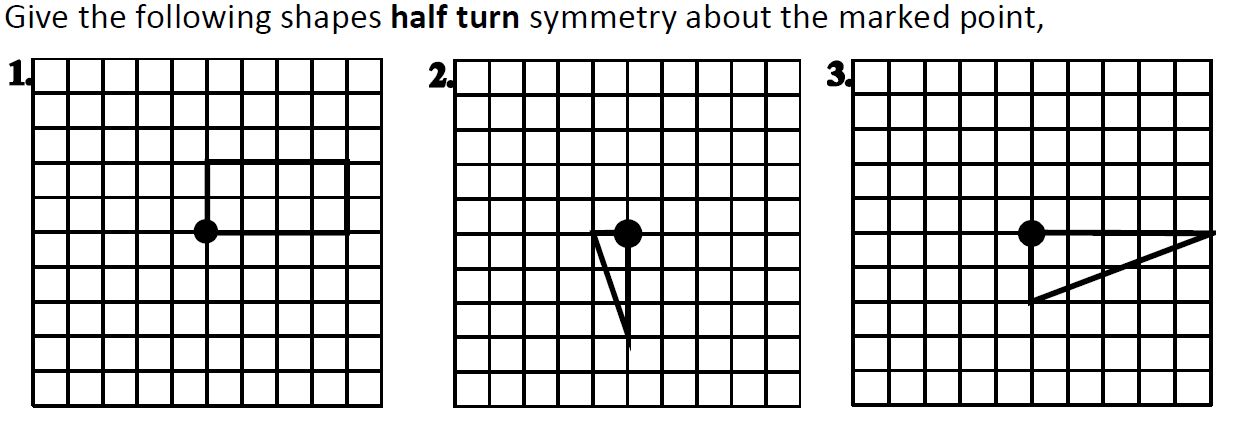 Give the following shapes half turn symmetry about the marked point,
1. 2. 3.